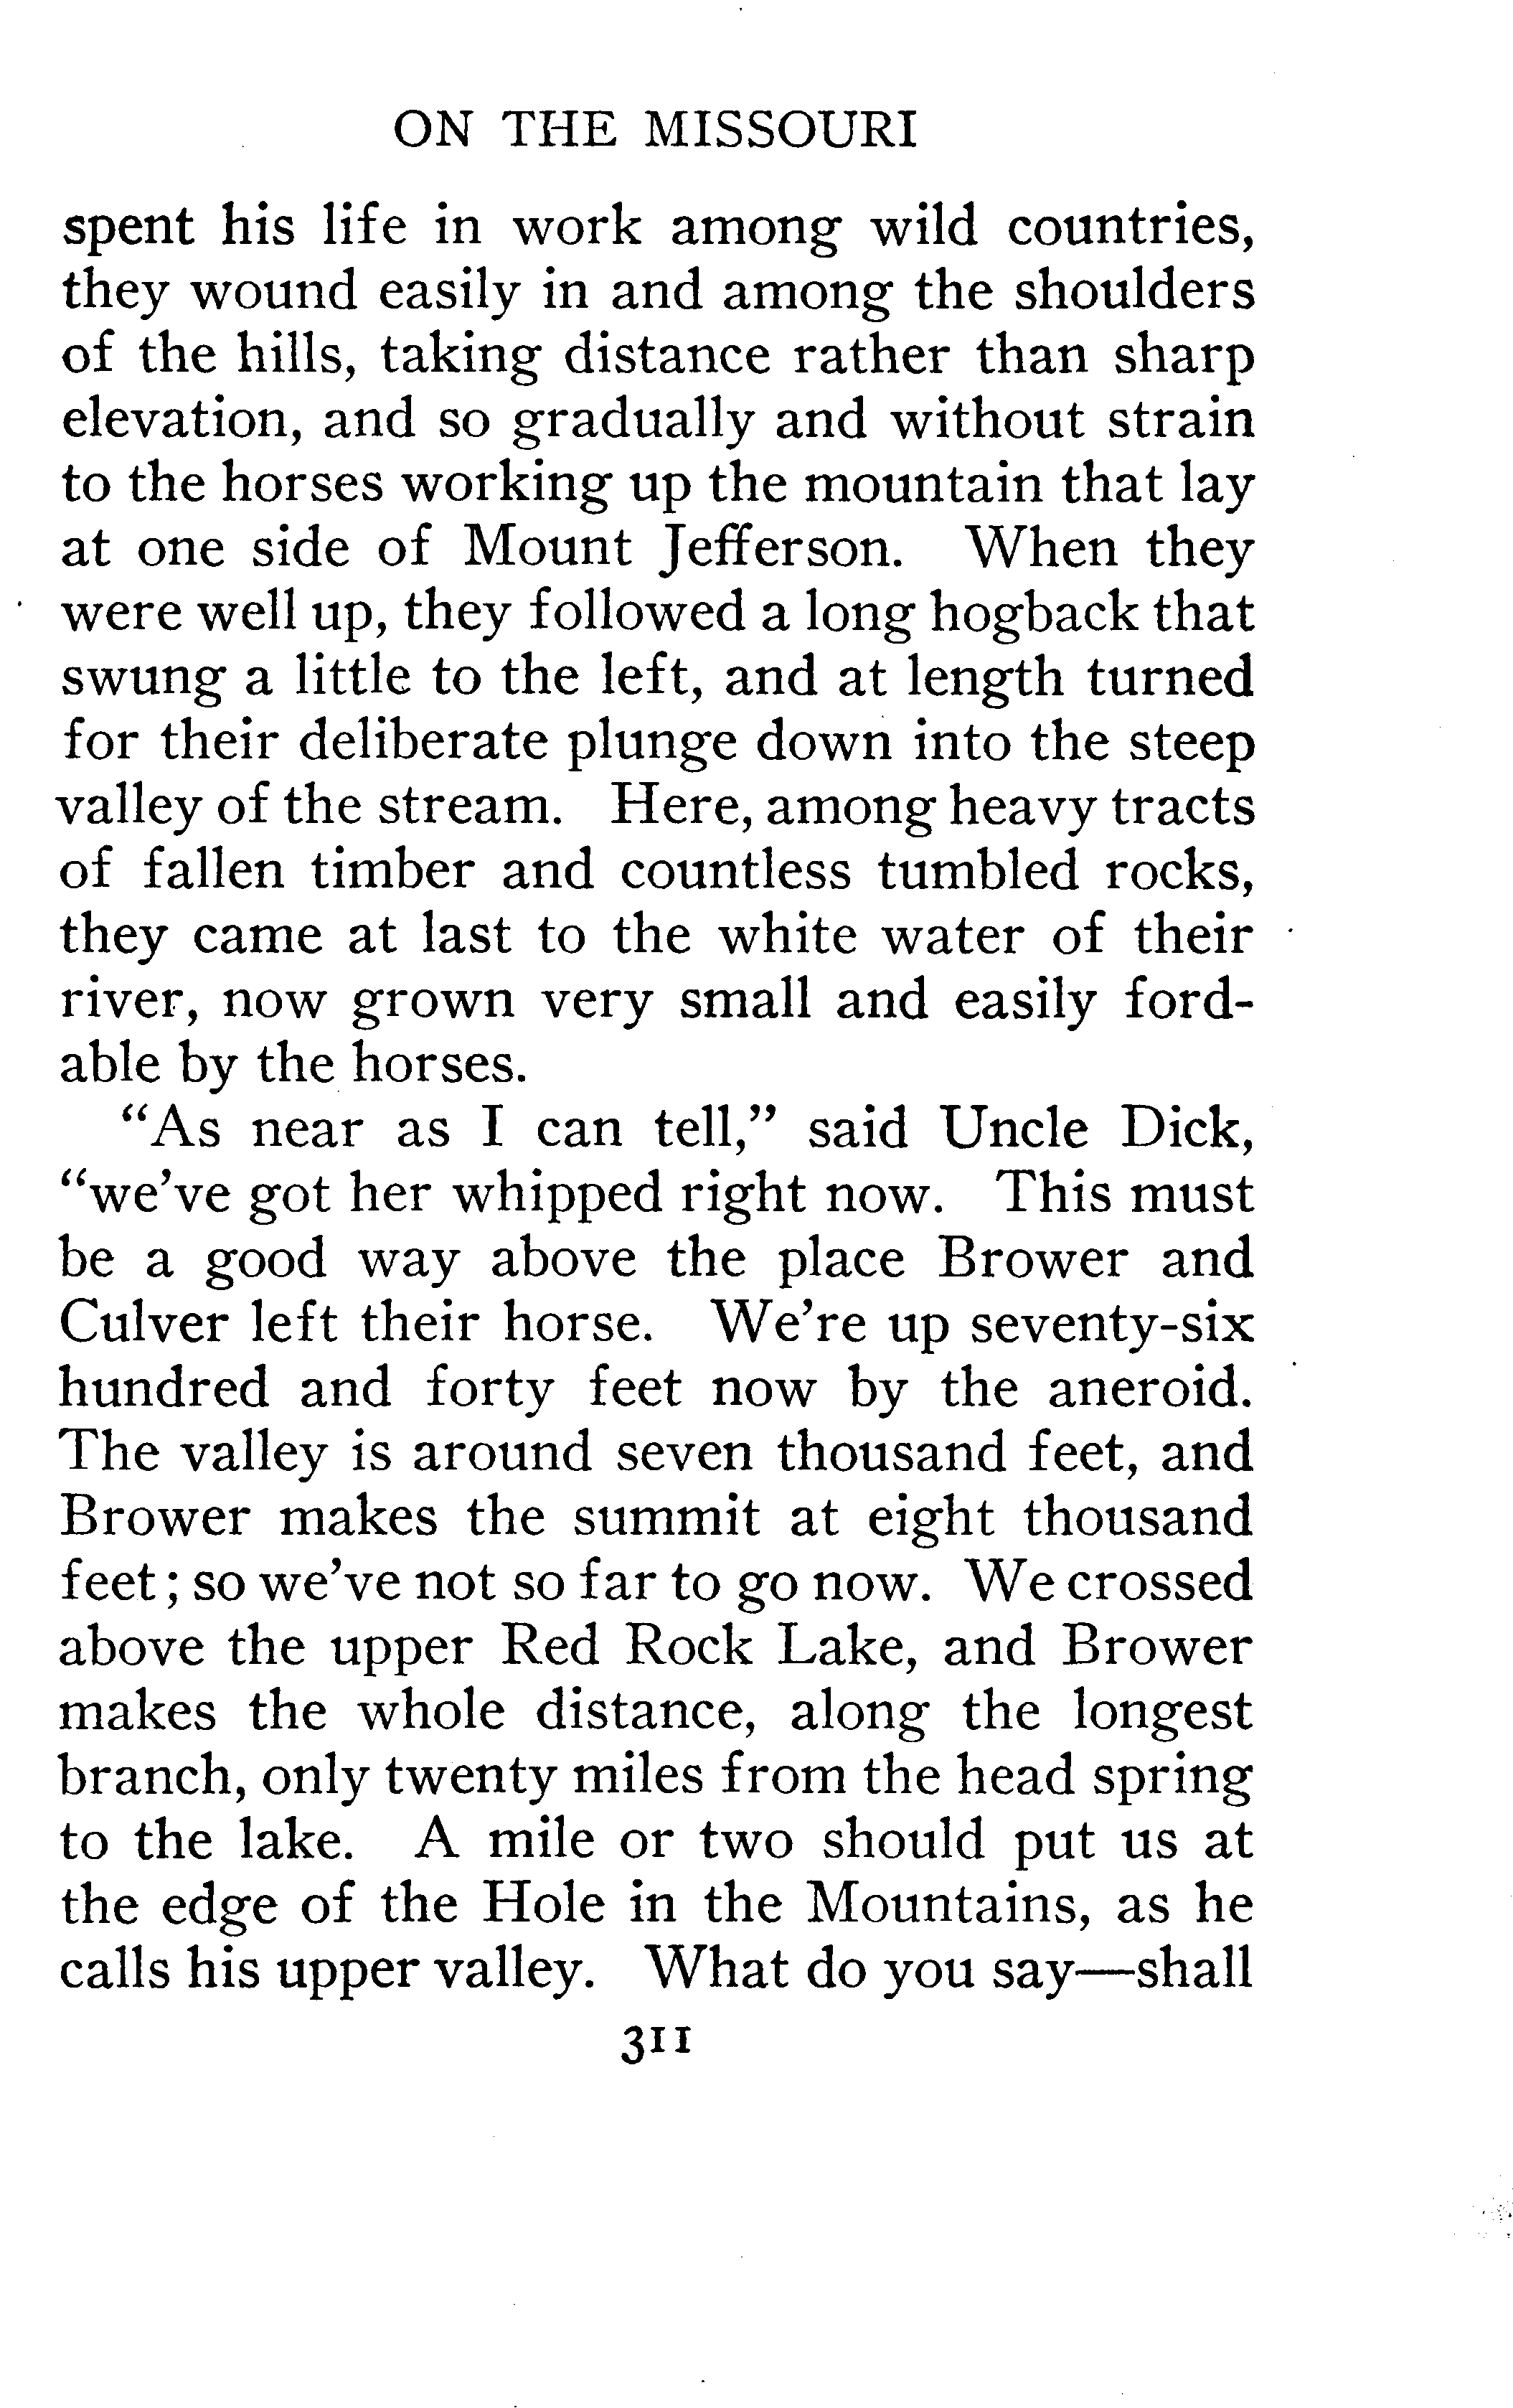 ON THE MISSOURI
spent his life in work among wild countries,
they wound easily in and among the shoulders
of the hills, taking distance rather than sharp
elevation, and so gradually and without strain
to the horses working up the mountain that lay
at one side of Mount Jefferson. When they
were well up, they followed a long hogback that
swung a little to the left, and at length turned
for their deliberate plunge down into the steep
valley of the stream. Here, among heavy tracts
of fallen timber and countless tumbled rocks,
they came at last to the white water of their
river, now grown very small and easily ford-
able by the horses.
“As near as I can tell,” said Uncle Dick,
“we’ve got her whipped right now. This must
be a good way above the place Brower and
Culver left their horse. We’re up seventy-six
hundred and forty feet now by the aneroid.
The valley is around seven thousand feet, and
Brower makes the summit at eight thousand
feet; so we’ve not so far to go now. We crossed
above the upper Red Rock Lake, and Brower
makes the whole distance, along the longest
branch, only twenty miles from the head spring
to the lake. A mile or two should put us at
the edge of the Hole in the Mountains, as he
calls his upper valley. What do you say—shall
311